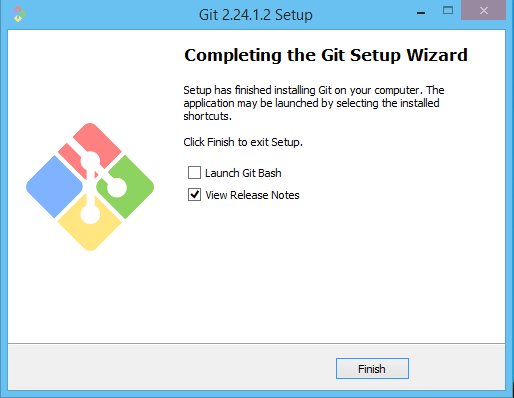 Git 2.24.1.2 Setup
Completing the Git Setup Wizard
Setup has finished installing Git on your computer. The
application may be launched by selecting the installed
shortcuts.
Click Finish to exit Setup.
Launch Git Bash
View Release Notes
Finish